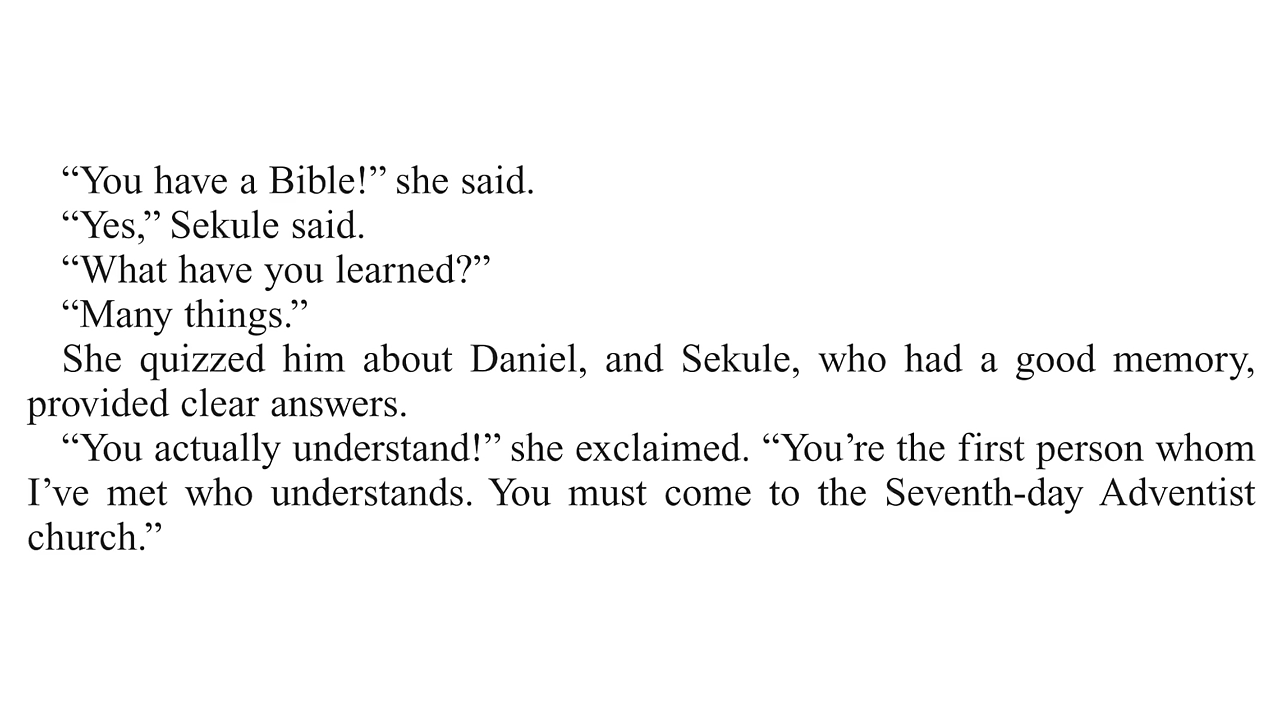 “You have a Bible!” she said.
“Yes,” Sekule said.
“What have you learned?”
“Many things.”
She quizzed him about Daniel, and Sekule, who had a good memory,
provided clear answers.
“You actually understand!” she exclaimed. “You’re the first person whom
I’ve met who understands. You must come to the Seventh-day Adventist
church.”